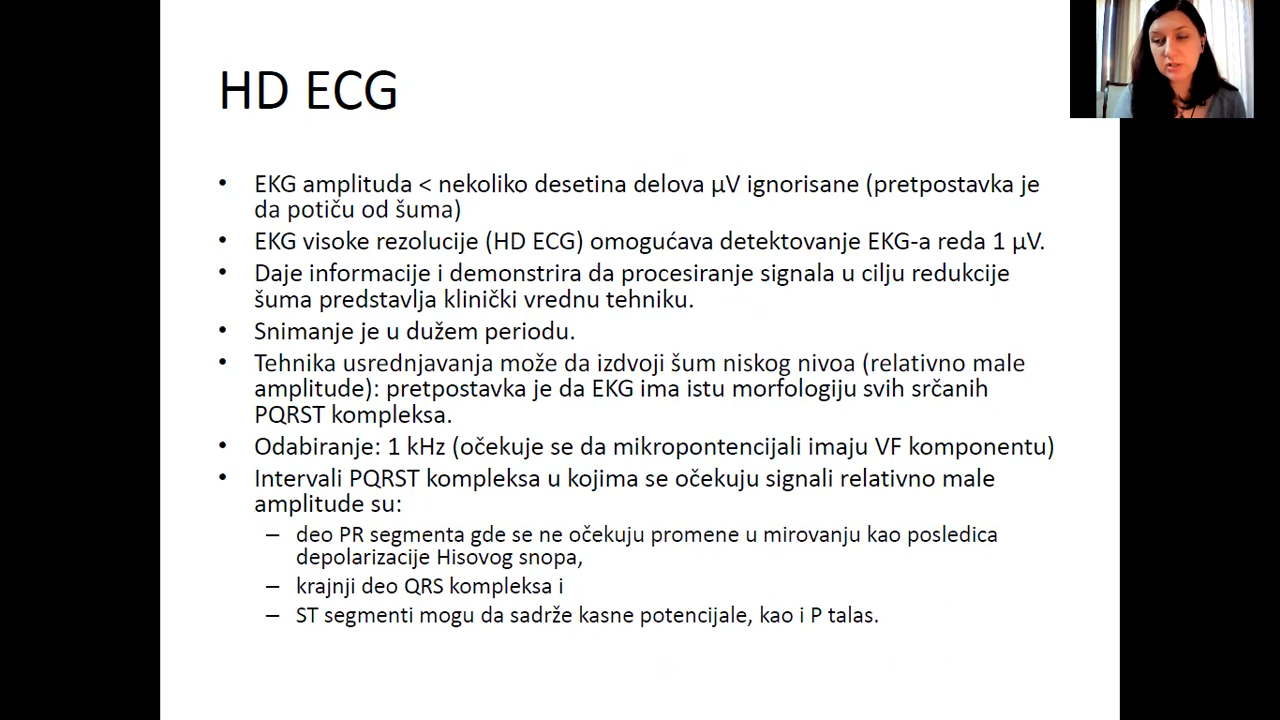 HD ECG
• EKG amplituda < nekoliko desetina delova µV ignorisane (pretpostavka je
da potiču od šuma)
• EKG visoke rezolucije (HD ECG) omogućava detektovanje EKG-a reda 1 µV.
• Daje informacije i demonstrira da procesiranje signala u cilju redukcije
šuma predstavlja klinički vrednu tehniku.
• Snimanje je u dužem periodu.
• Tehnika usrednjavanja može da izdvoji šum niskog nivoa (relativno male
amplitude): pretpostavka je da EKG ima istu morfologiju svih srčanih
PQRST kompleksa.
• Odabiranje: 1 kHz (očekuje se da mikropontencijali imaju VF komponentu)
• Intervali PQRST kompleksa u kojima se očekuju signali relativno male
amplitude su:
– deo PR segmenta gde se ne očekuju promene u mirovanju kao posledica
depolarizacije Hisovog snopa,
– krajnji deo QRS kompleksa i
– ST segmenti mogu da sadrže kasne potencijale, kao i P talas.